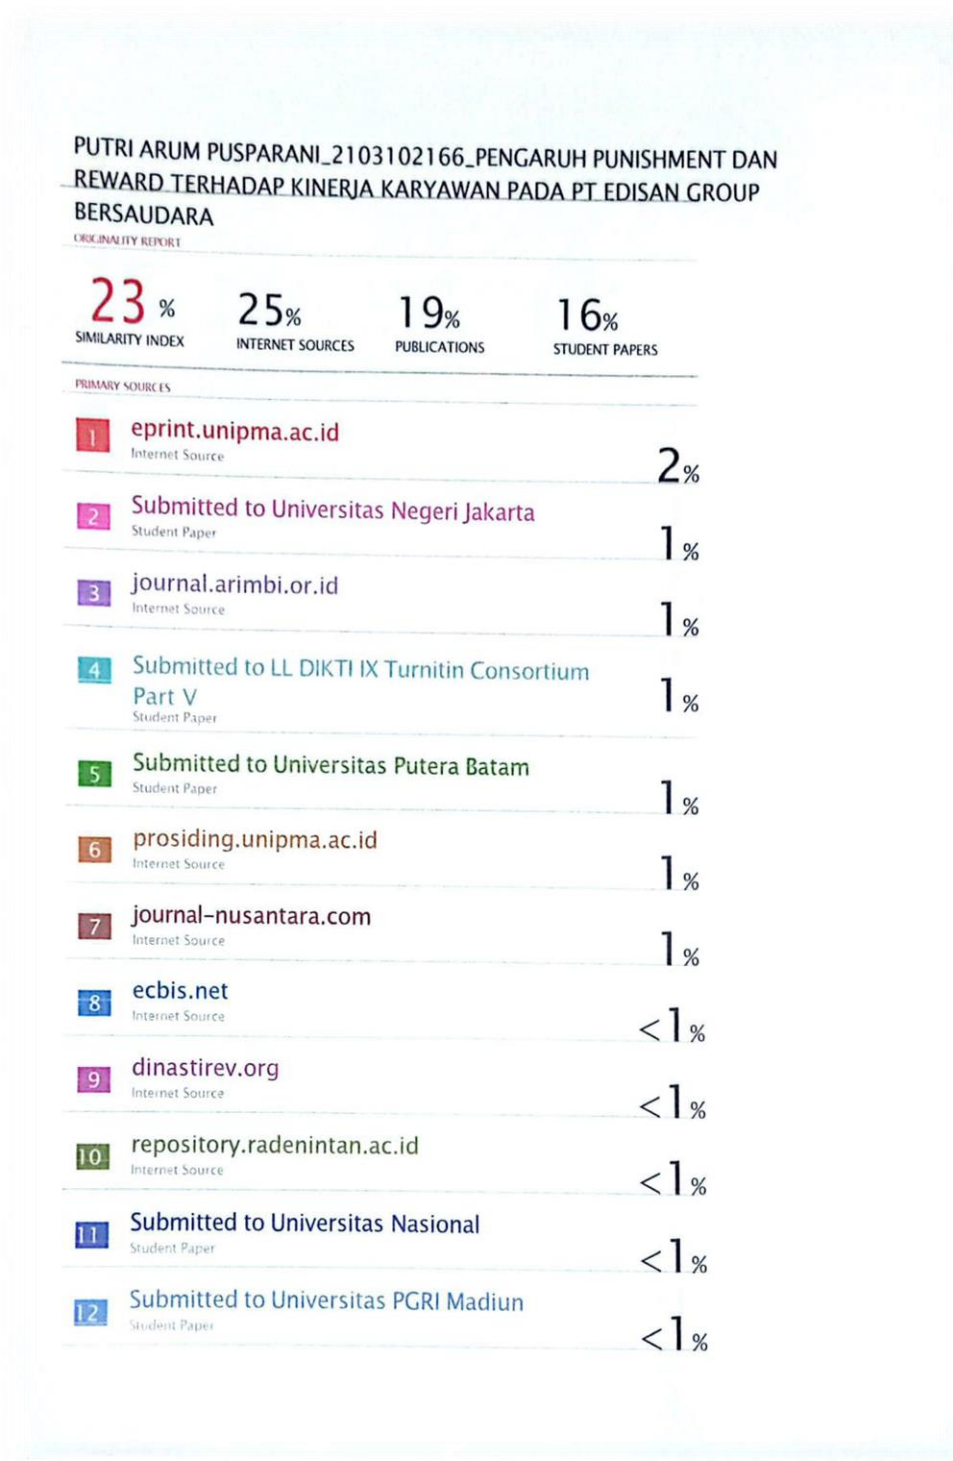 PUTRI ARUM PUSPARANI_2103102166_PENGARUH PUNISHMENT DAN
REWARD TERHADAP KINERJA KARYAWAN PADA PT EDISAN GROUP
BERSAUDARA
ORIGINALITY REPORT
23% 25% 19% 16%
SIMILARITY INDEX INTERNET SOURCES PUBLICATIONS STUDENT PAPERS
PRIMARY SOURCES
1 eprint.unipma.ac.id
Internet Source
2%
2 Submitted to Universitas Negeri Jakarta
Student Paper
1%
3 journal.arimbi.or.id
Internet Source
1%
4 Submitted to LL DIKTI IX Turnitin Consortium
Part V
Student Paper
1%
5 Submitted to Universitas Putera Batam
Student Paper
1%
6 prosiding.unipma.ac.id
Internet Source
1%
7 journal-nusantara.com
Internet Source
1%
8 ecbis.net
Internet Source
<1%
9 dinastirev.org
Internet Source
<1%
10 repository.radenintan.ac.id
Internet Source
<1%
11 Submitted to Universitas Nasional
Student Paper
<1%
12 Submitted to Universitas PGRI Madiun
Student Paper
<1%